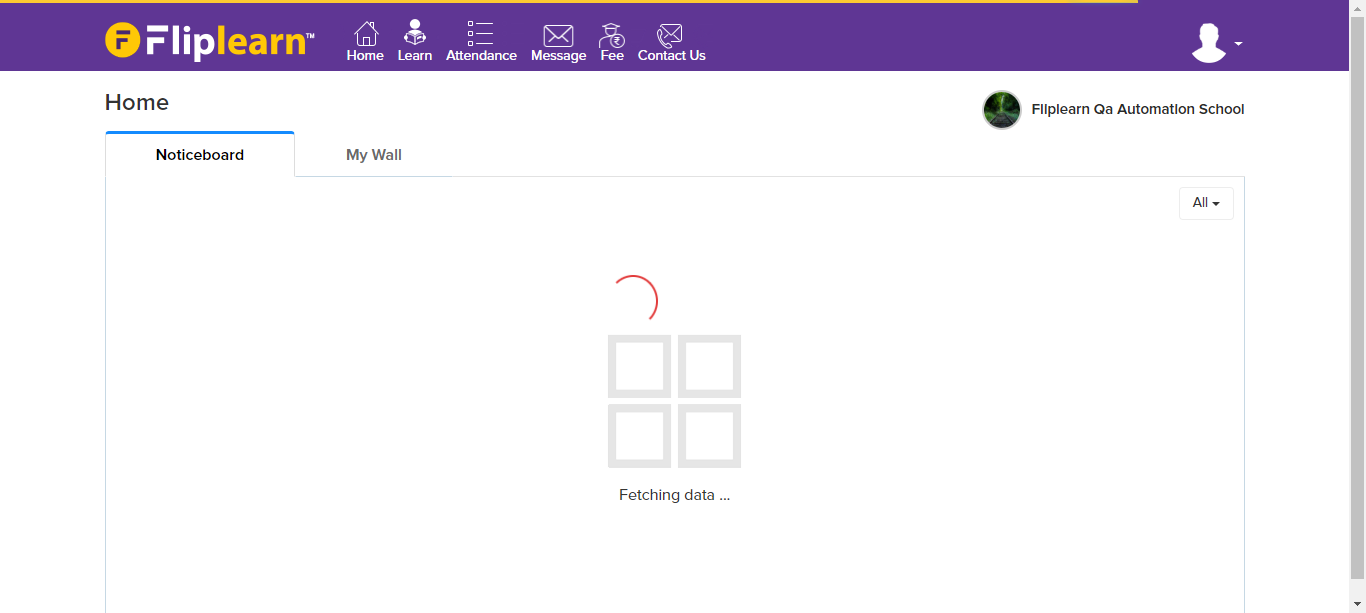 Fliplearn™
Home Learn Attendance Message Fee Contact Us
Home
Fliplearn Qa Automation School
Noticeboard My Wall
All
Fetching data ...